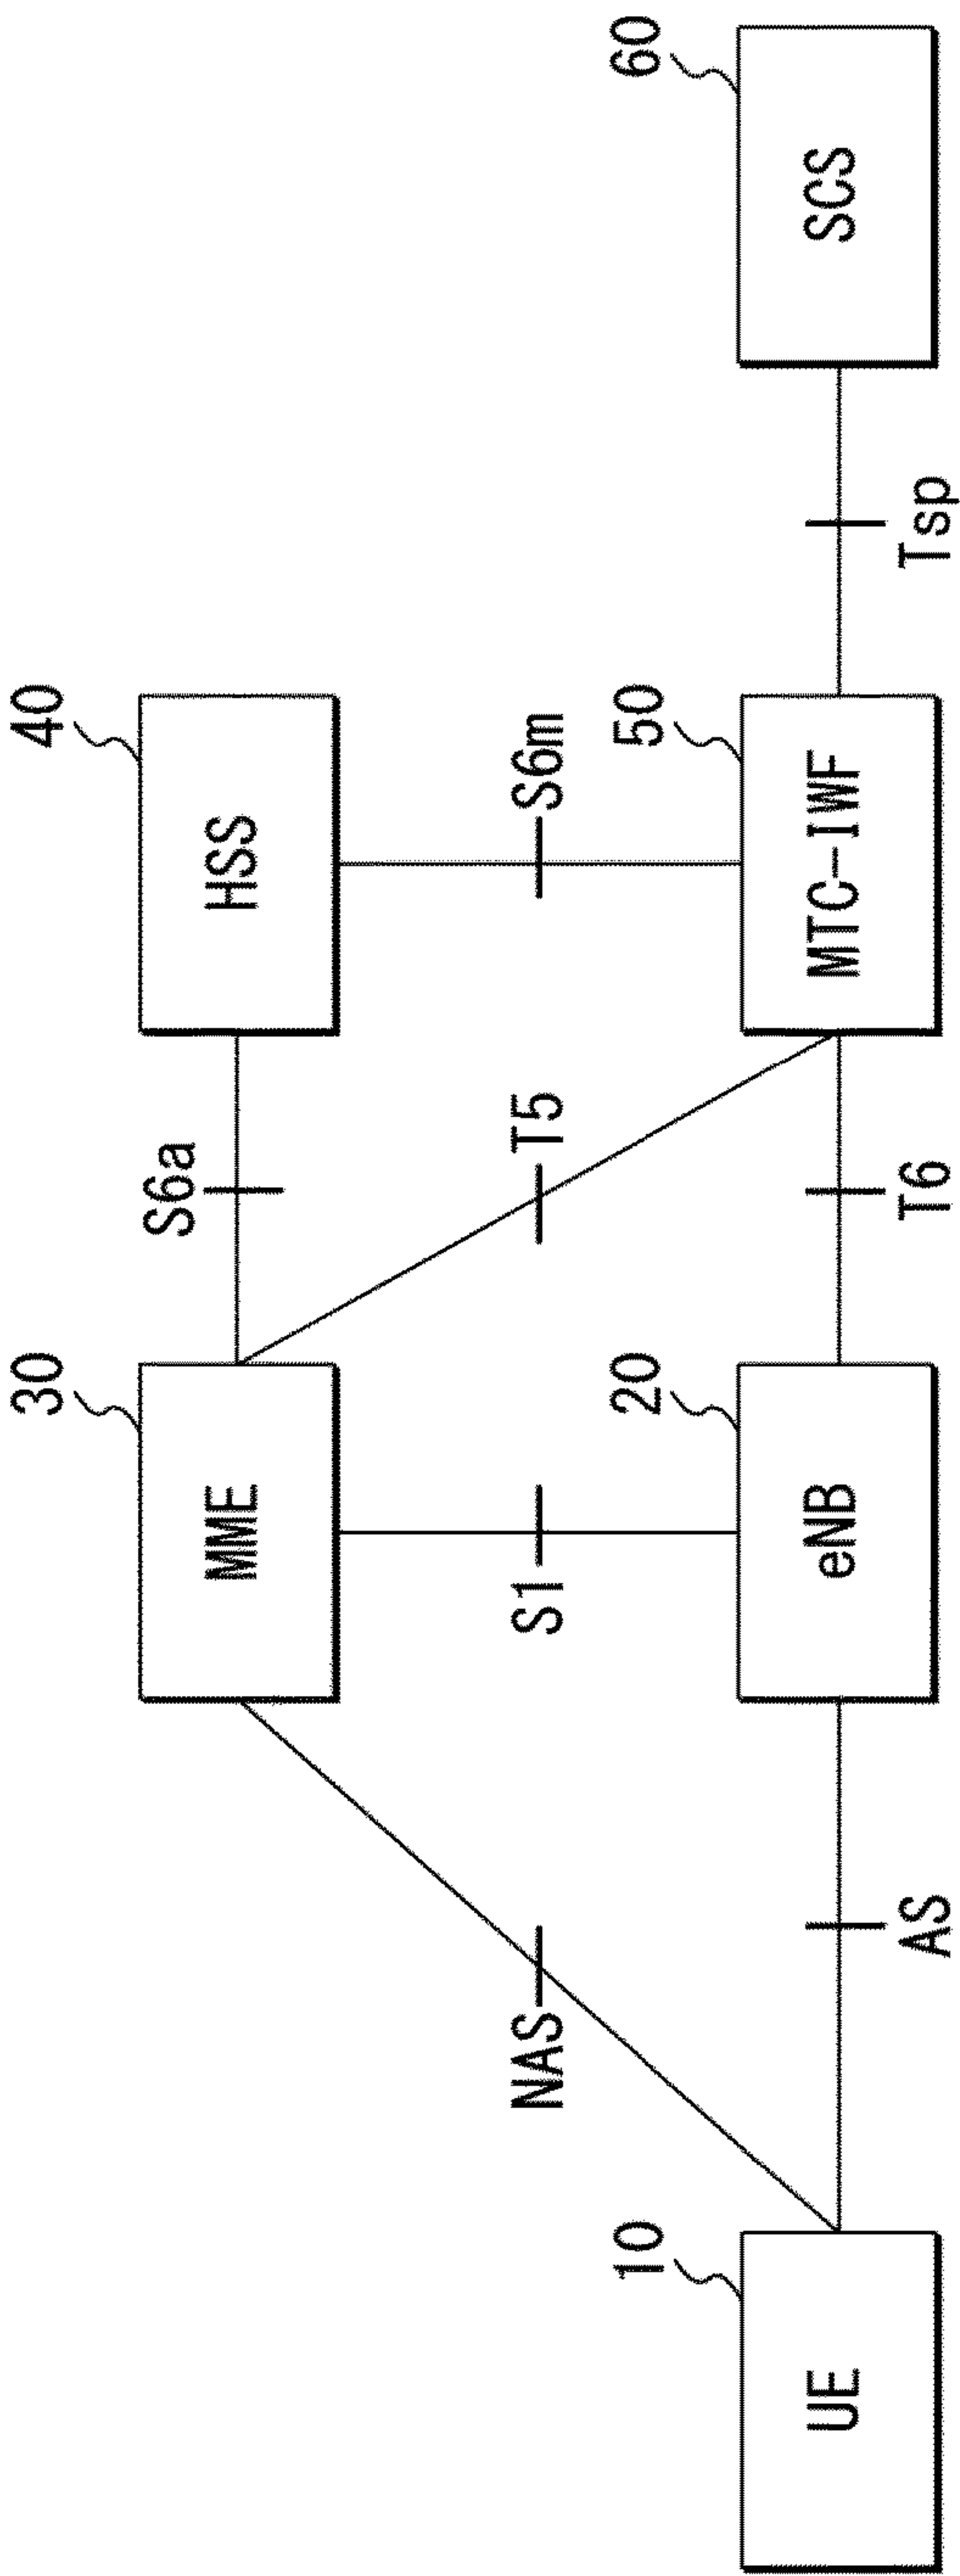 30
40
MME
S6a
HSS
NAS
S1
T5
S6m
10
20
50
60
UE
eNB
MTC-IWF
SCS
AS
T6
Tsp